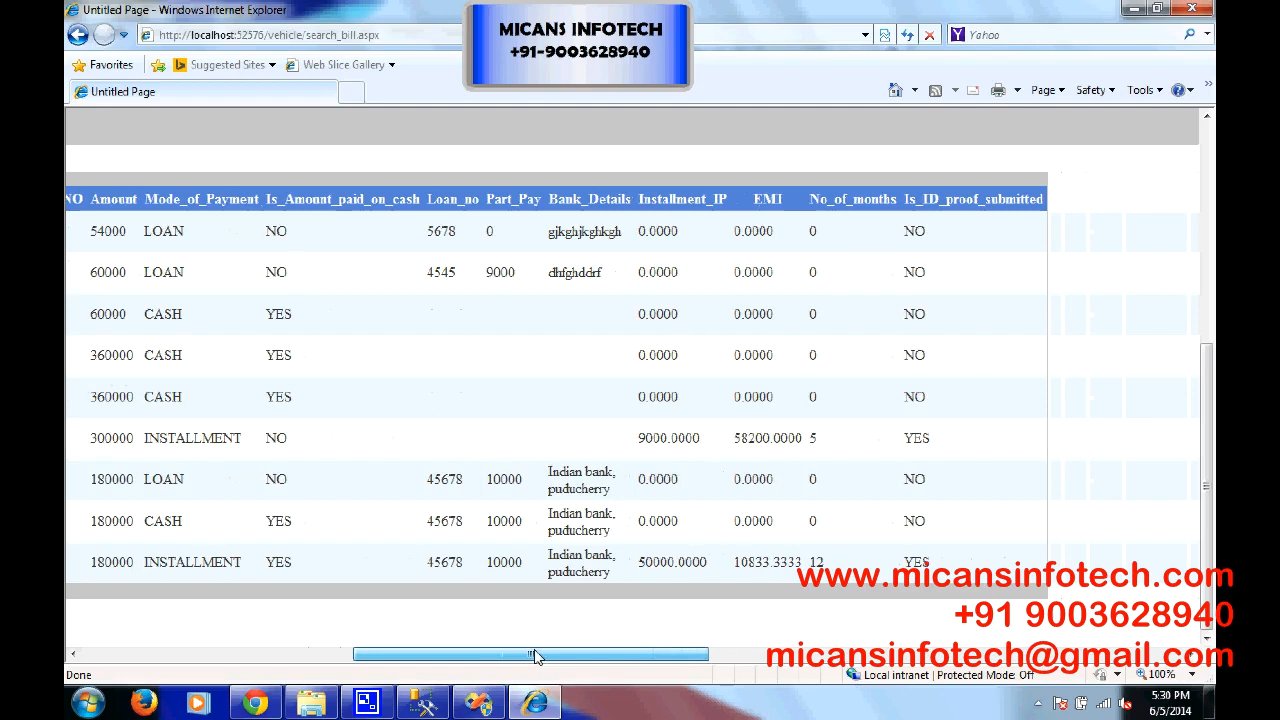 Untitled Page - Windows Internet Explorer
MICANS INFOTECH
+91-9003628940
http://localhost:52576/vehicle/search_bill.aspx
Yahoo
Favorites Suggested Sites Web Slice Gallery
Untitled Page
Page Safety Tools
NO Amount Mode_of_Payment Is_Amount_paid_on_cash Loan_no Part_Pay Bank_Details Installment_IP EMI No_of_months Is_ID_proof_submitted
54000 LOAN NO 5678 0 gjkghjkghkgh 0.0000 0.0000 0 NO
60000 LOAN NO 4545 9000 dhfghddrf 0.0000 0.0000 0 NO
60000 CASH YES 0.0000 0.0000 0 NO
360000 CASH YES 0.0000 0.0000 0 NO
360000 CASH YES 0.0000 0.0000 0 NO
300000 INSTALLMENT NO 9000.0000 58200.0000 5 YES
180000 LOAN NO 45678 10000 Indian bank, puducherry 0.0000 0.0000 0 NO
180000 CASH YES 45678 10000 Indian bank, puducherry 0.0000 0.0000 0 NO
180000 INSTALLMENT YES 45678 10000 Indian bank, puducherry 50000.0000 10833.3333 12 YES
www.micansinfotech.com
+91 9003628940
micansinfotech@gmail.com
Done
Local intranet | Protected Mode: Off
100%
5:30 PM
6/5/2014